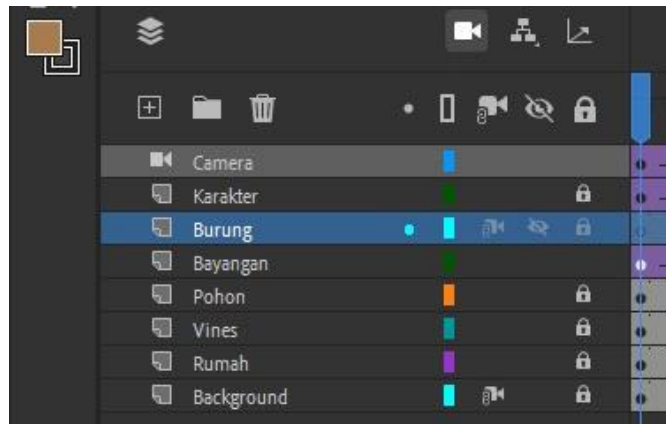 Camera
Karakter
Burung
Bayangan
Pohon
Vines
Rumah
Background